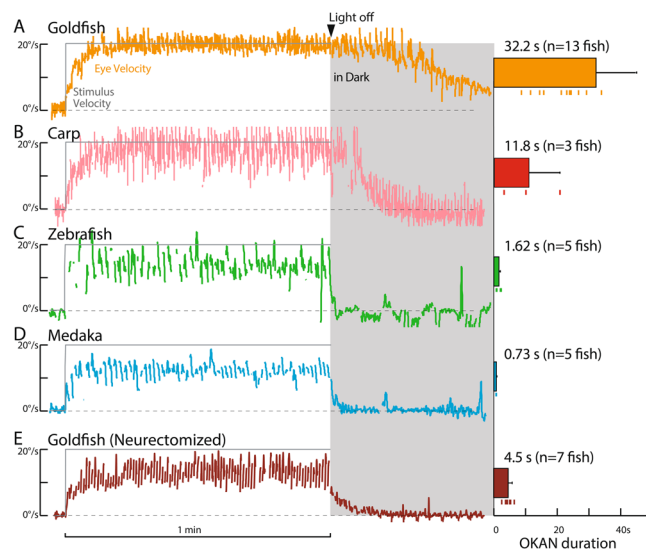 Light off
A Goldfish
20°/s
Eye Velocity
Stimulus
Velocity
0°/s
in Dark
32.2 s (n=13 fish)
B Carp
20°/s
0°/s
11.8 s (n=3 fish)
C Zebrafish
20°/s
0°/s
1.62 s (n=5 fish)
D Medaka
20°/s
0°/s
0.73 s (n=5 fish)
E Goldfish (Neurectomized)
20°/s
0°/s
4.5 s (n=7 fish)
1 min
0 20 40s
OKAN duration